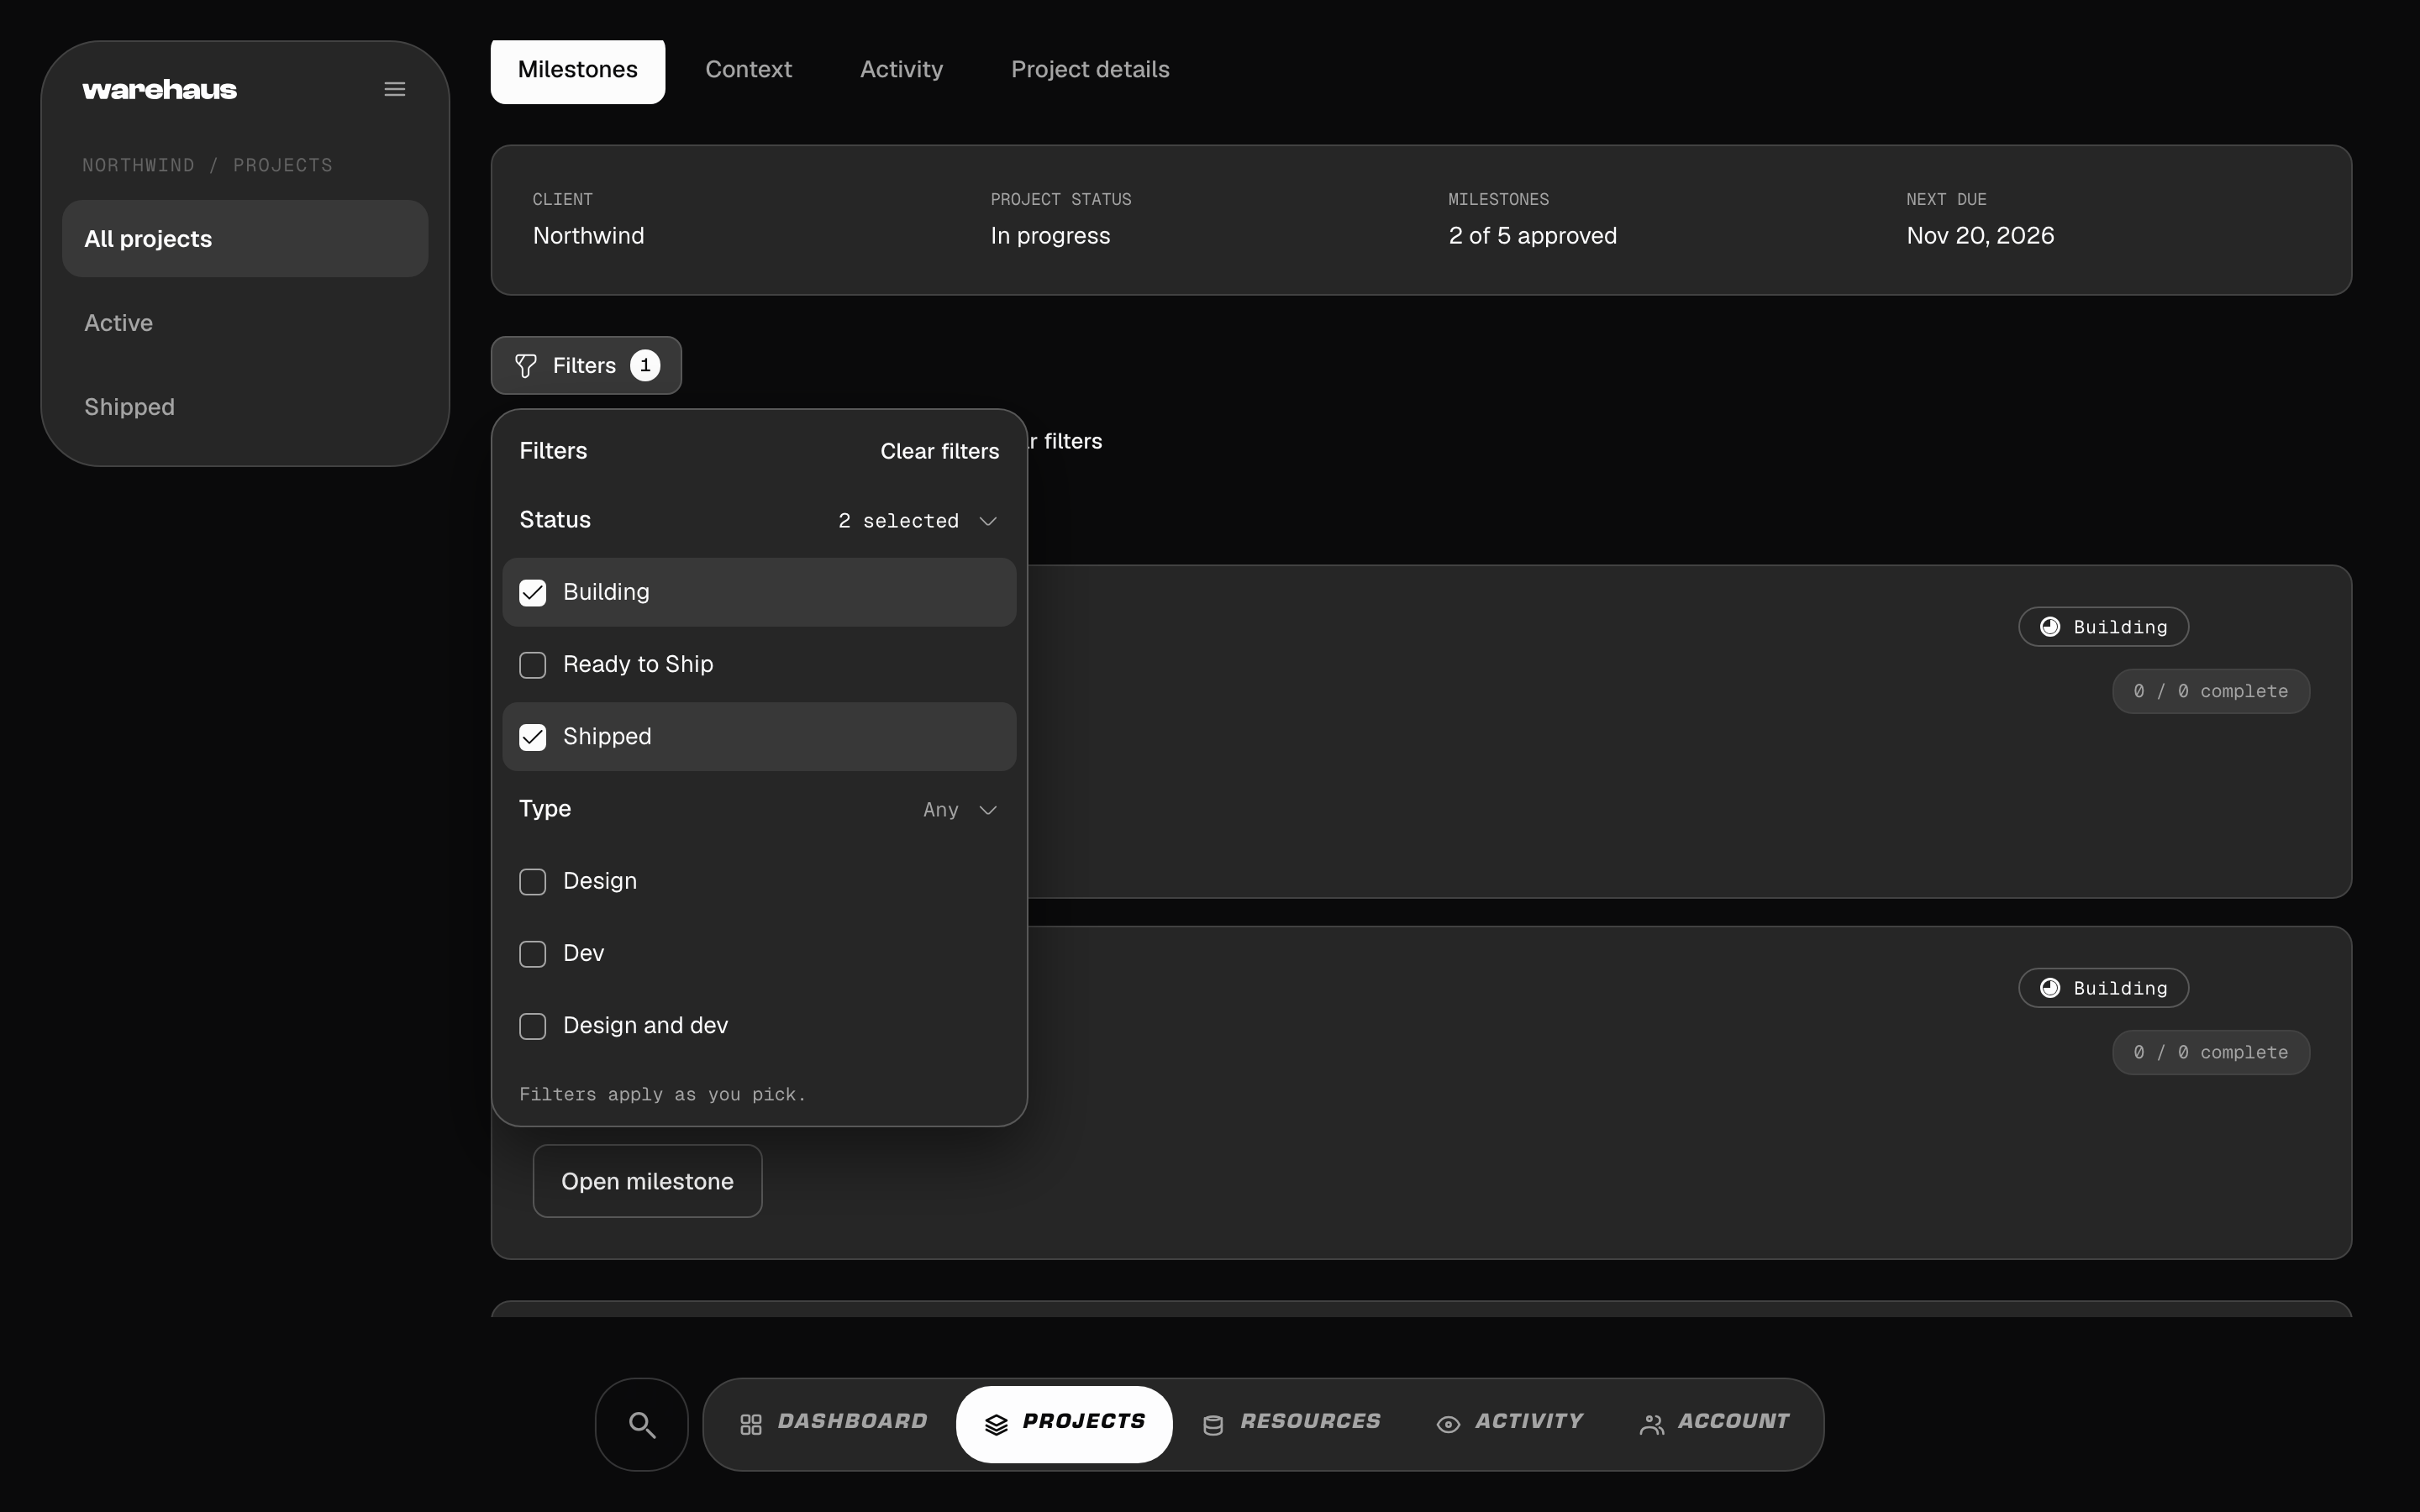 warehaus
NORTHWIND / PROJECTS
All projects
Active
Shipped
Milestones
Context
Activity
Project details
CLIENT
Northwind
PROJECT STATUS
In progress
MILESTONES
2 of 5 approved
NEXT DUE
Nov 20, 2026
Filters 1
filters
Filters
Clear filters
Status
2 selected
Building
Ready to Ship
Shipped
Type
Any
Design
Dev
Design and dev
Filters apply as you pick.
Building
0 / 0 complete
Building
0 / 0 complete
Open milestone
DASHBOARD
PROJECTS
RESOURCES
ACTIVITY
ACCOUNT